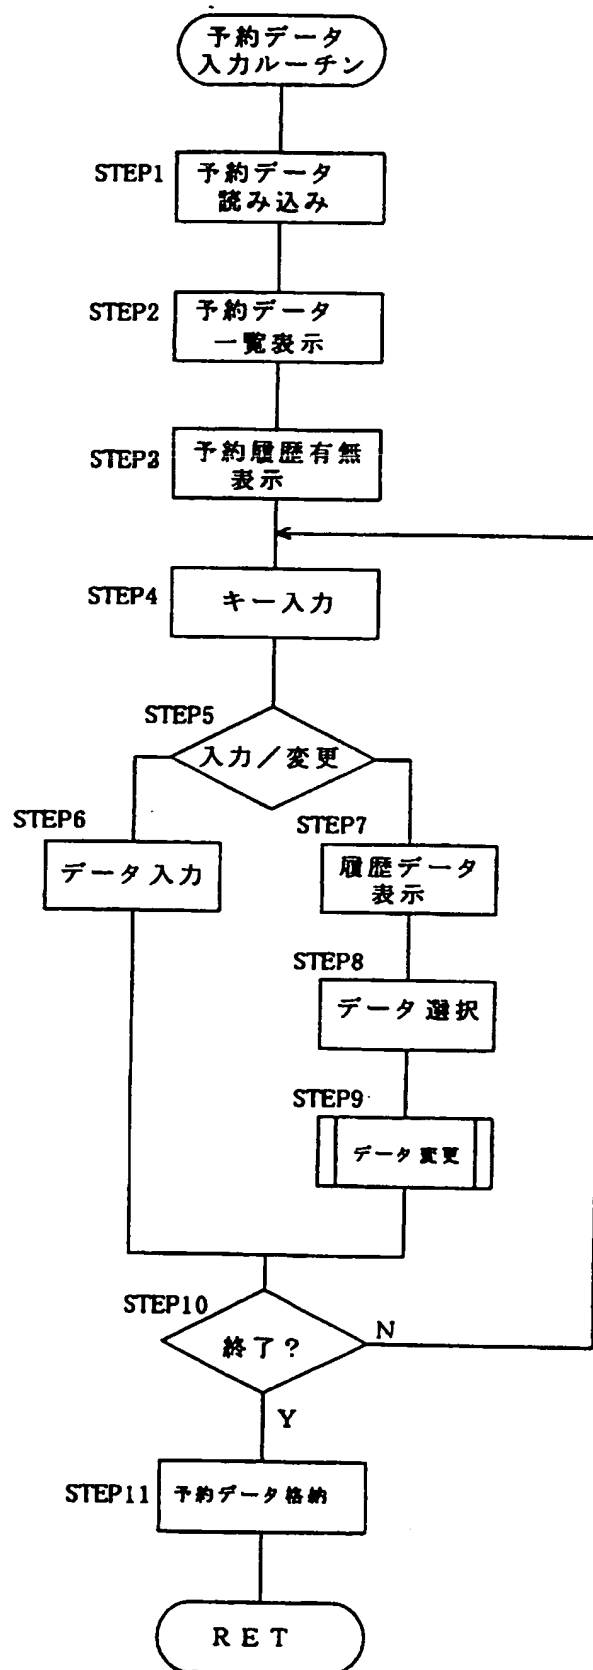 予約データ
入力ルーチン
STEP1
予約データ
読み込み
STEP2
予約データ
一覧表示
STEP3
予約履歴有無
表示
STEP4
キー入力
STEP5
入力／変更
STEP6
データ入力
STEP7
履歴データ
表示
STEP8
データ選択
STEP9
データ変更
STEP10
終了？
N
Y
STEP11
予約データ格納
RET